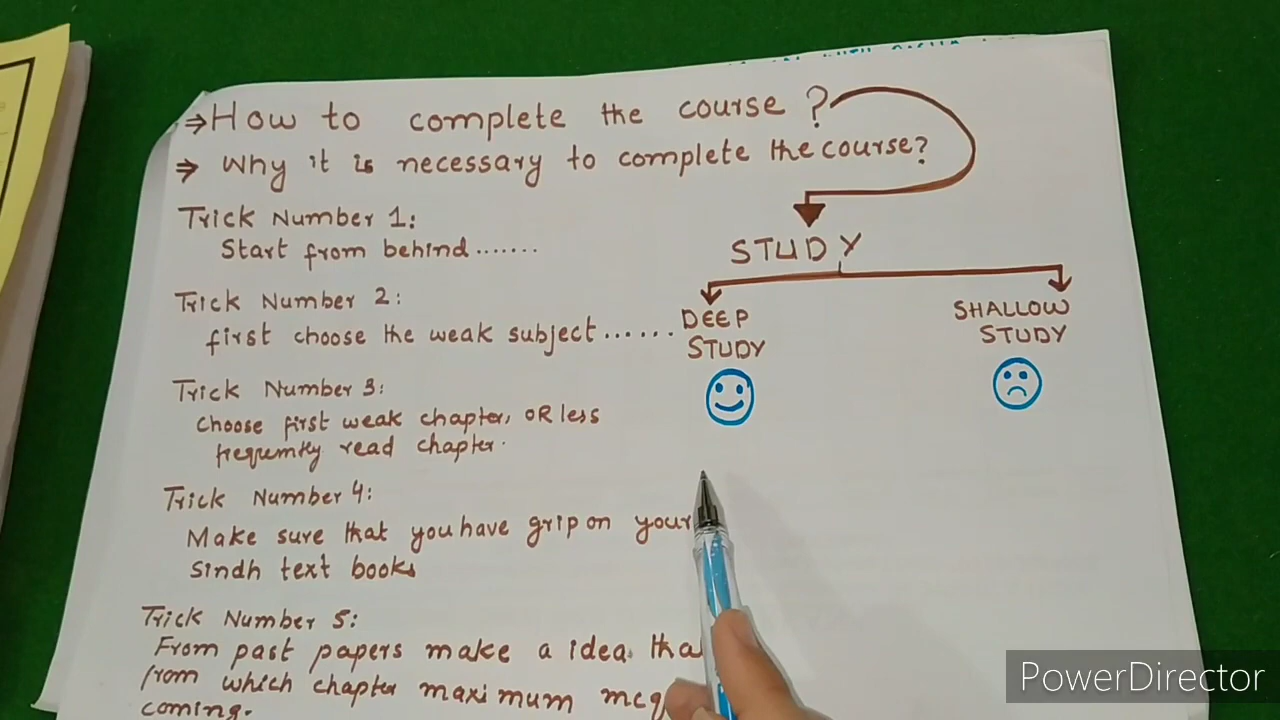 ⇒ How to complete the course ?
⇒ Why it is necessary to complete the course?
Trick Number 1:
Start from behind.......
Trick Number 2:
first choose the weak subject......
Trick Number 3:
Choose first weak chapter, OR less
frequently read chapter.
Trick Number 4:
Make sure that you have grip on your
sindh text books
Trick Number 5:
From past papers make a idea tha
from which chapter maximum mcq
coming.
STUDY
DEEP
STUDY
SHALLOW
STUDY
PowerDirector